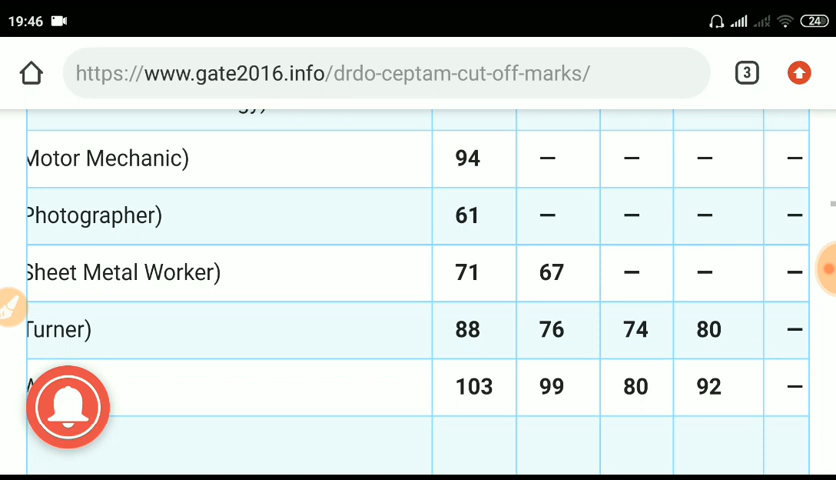 19:46 24
https://www.gate2016.info/drdo-ceptam-cut-off-marks/ 3
Motor Mechanic) 94 – – – –
Photographer) 61 – – – –
Sheet Metal Worker) 71 67 – – –
Turner) 88 76 74 80 –
103 99 80 92 –